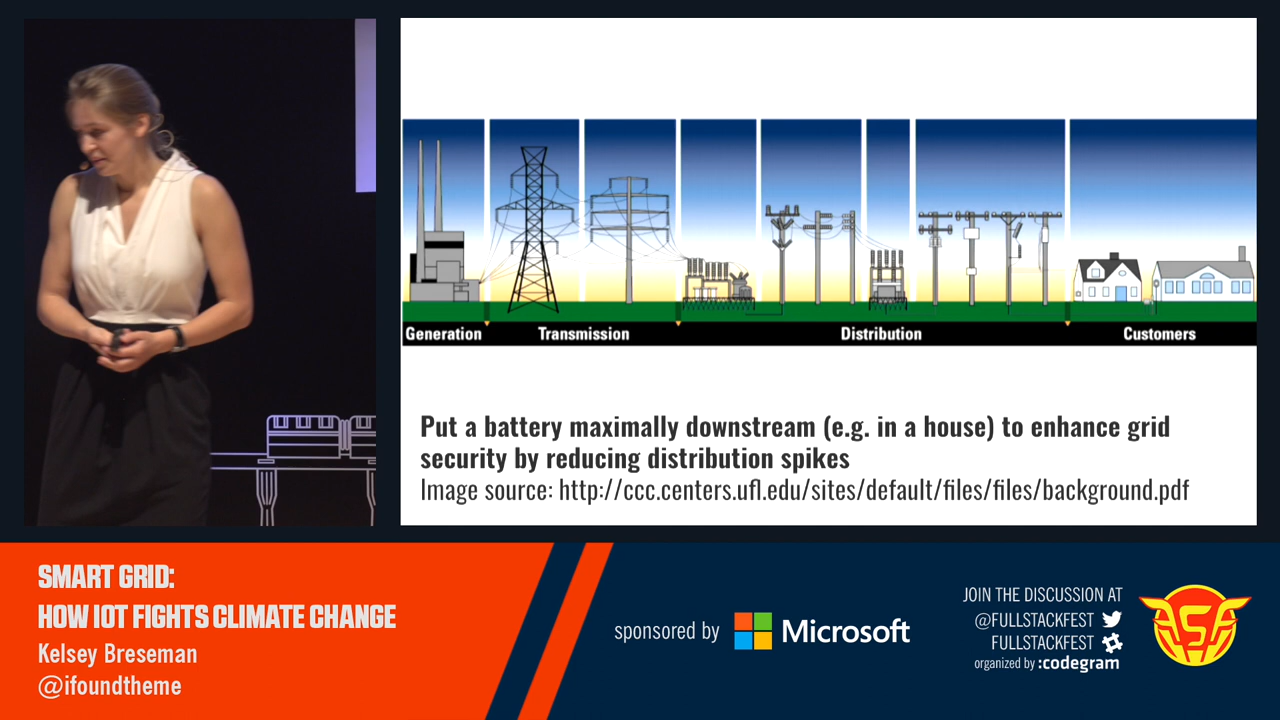 Generation
Transmission
Distribution
Customers
Put a battery maximally downstream (e.g. in a house) to enhance grid
security by reducing distribution spikes
Image source: http://ccc.centers.ufl.edu/sites/default/files/files/background.pdf
SMART GRID:
HOW IOT FIGHTS CLIMATE CHANGE
Kelsey Breseman
@ifoundtheme
sponsored by Microsoft
JOIN THE DISCUSSION AT
@FULLSTACKFEST
FULLSTACKFEST
organized by :codegram
FSF